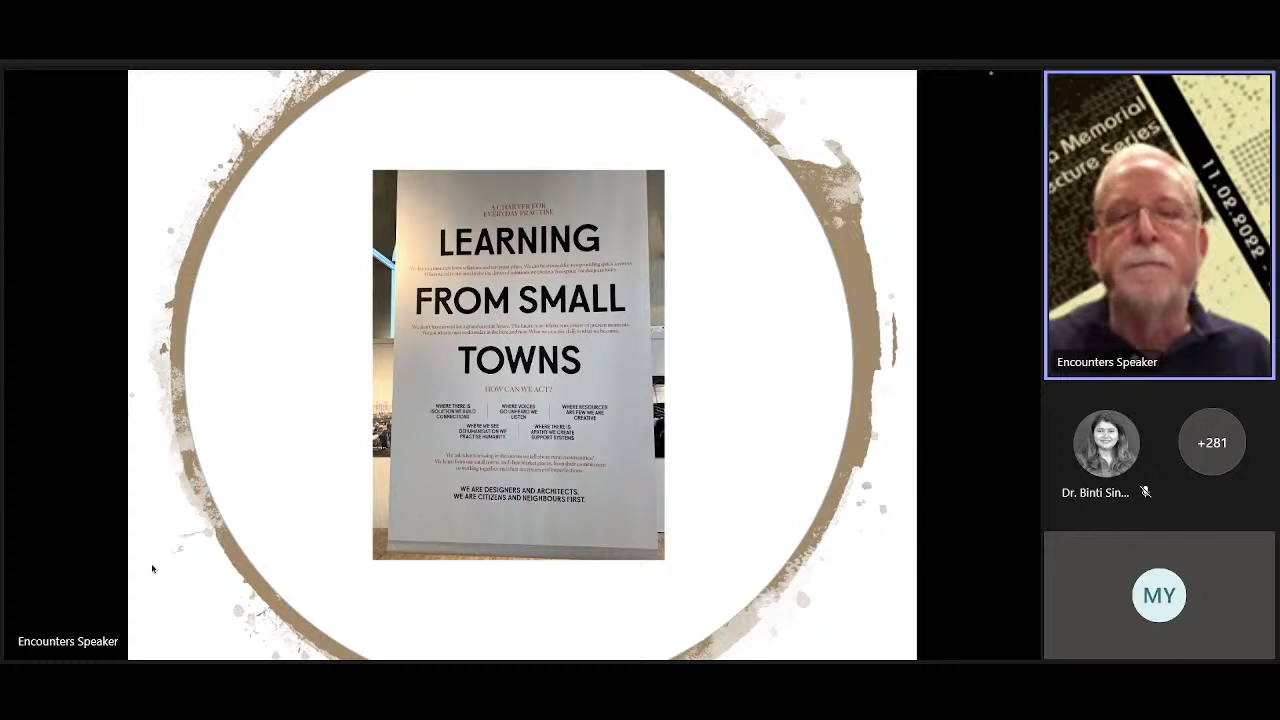 A CHARTER FOR
EVERYDAY PRACTISE
LEARNING
FROM SMALL
TOWNS
HOW CAN WE ACT?
WHERE THERE IS
ISOLATION WE BUILD
CONNECTIONS
WHERE VOICES
GO UNHEARD WE
LISTEN
WHERE RESOURCES
ARE FEW WE ARE
CREATIVE
WHERE WE SEE
DEHUMANISATION WE
PRACTISE HUMANITY
WHERE THERE IS
APATHY WE CREATE
SUPPORT SYSTEMS
WE ARE DESIGNERS AND ARCHITECTS.
WE ARE CITIZENS AND NEIGHBOURS FIRST.
Encounters Speaker
a Memorial
ecture Series
11.02.2022 -
Encounters Speaker
+281
Dr. Binti Sin...
MY